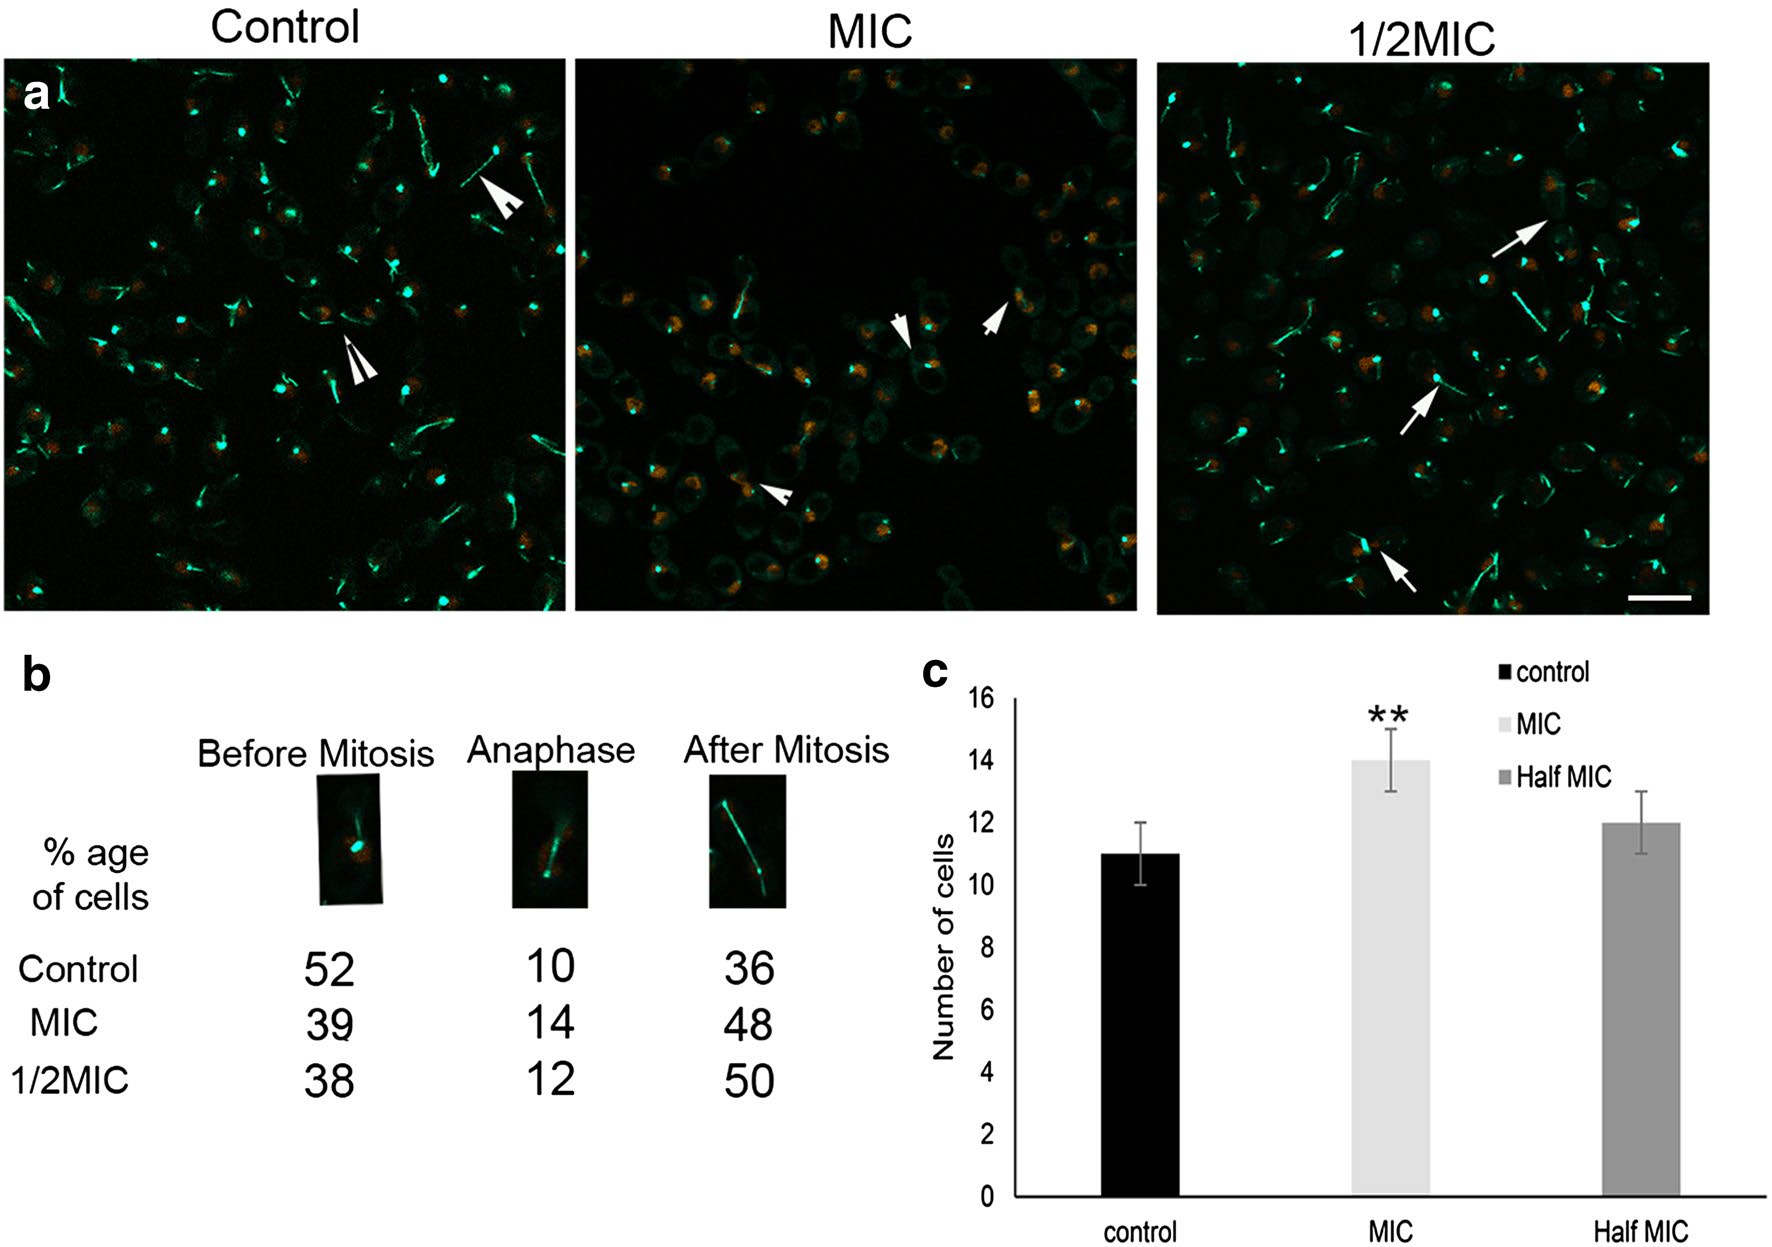 Control
MIC
1/2MIC
a
b
Before Mitosis
Anaphase
After Mitosis
% age
of cells
Control
52
10
36
MIC
39
14
48
1/2MIC
38
12
50
c
control
MIC
Half MIC
**
Number of cells
16
14
12
10
8
6
4
2
0
control
MIC
Half MIC